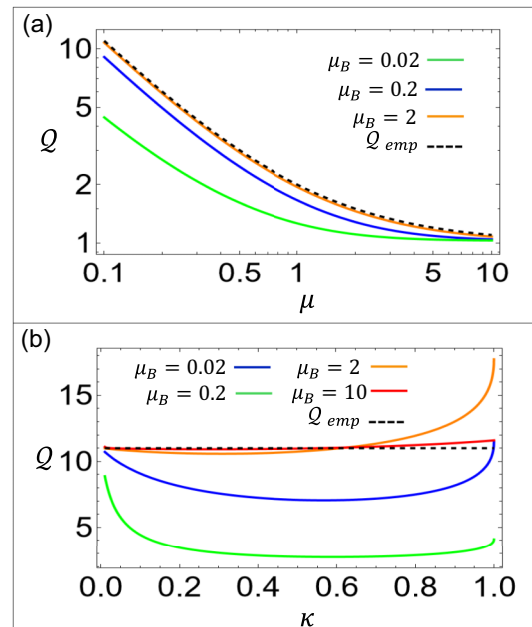 (a)
10
5
2
1
𝒬
μ_B = 0.02
μ_B = 0.2
μ_B = 2
𝒬 emp
0.1 0.5 1 5 10
μ
(b)
μ_B = 0.02 μ_B = 2
μ_B = 0.2 μ_B = 10
𝒬 emp
15
10
5
𝒬
0.0 0.2 0.4 0.6 0.8 1.0
κ